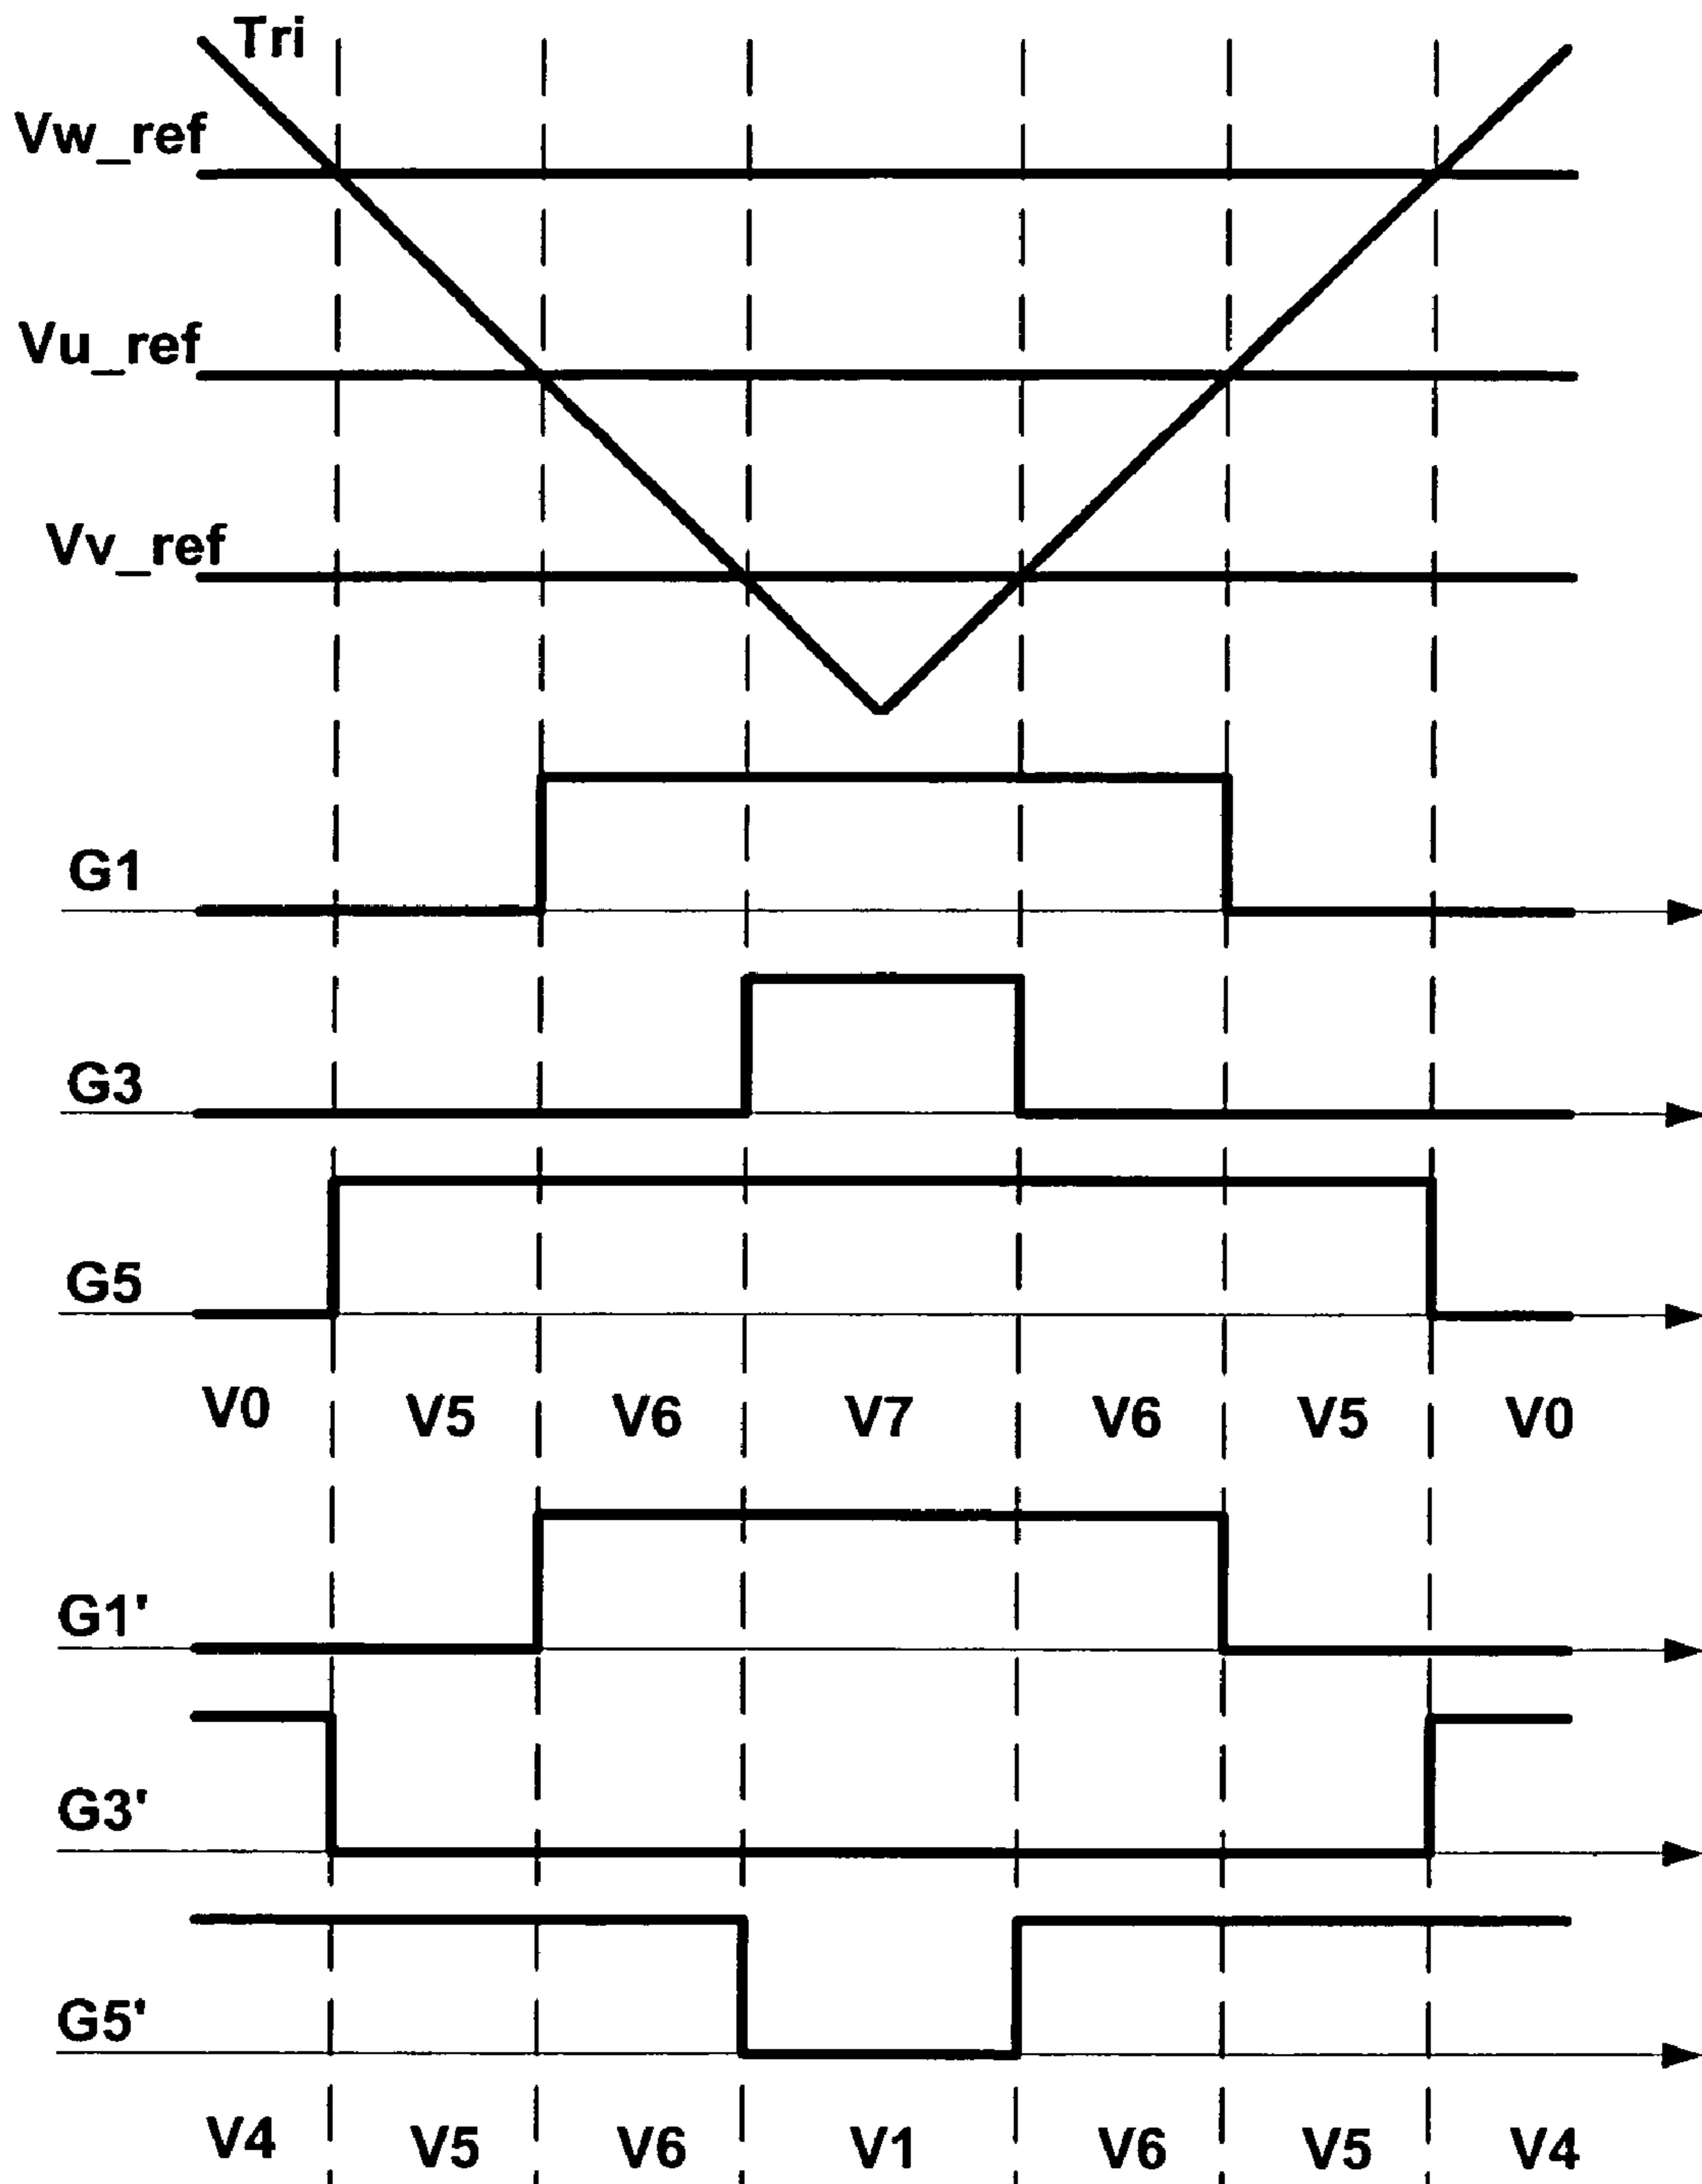 Tri
Vw_ref
Vu_ref
Vv_ref
G1
G3
G5
V0 V5 V6 V7 V6 V5 V0
G1'
G3'
G5'
V4 V5 V6 V1 V6 V5 V4